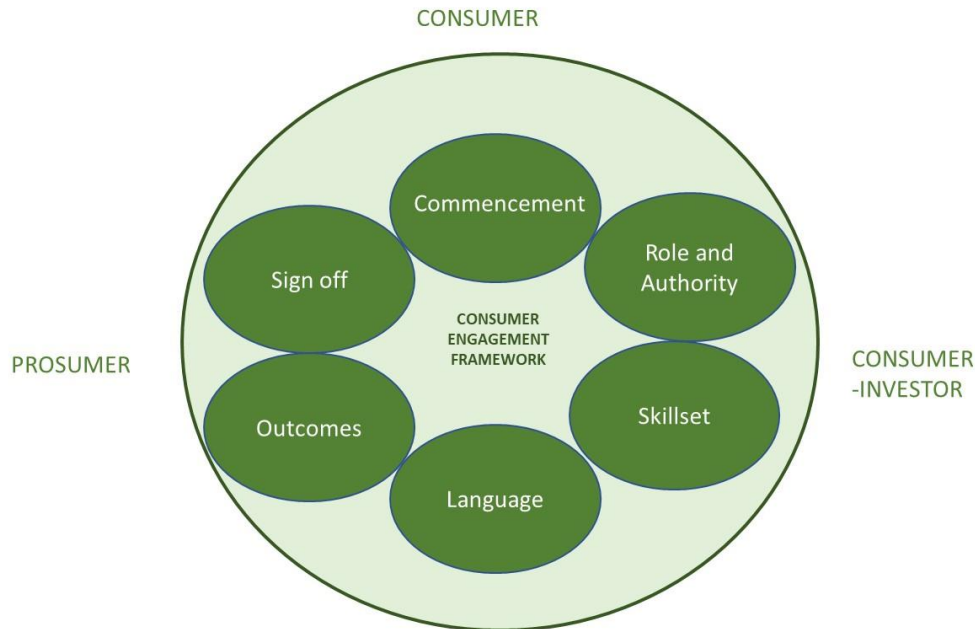 CONSUMER
Commencement
Role and
Authority
Sign off
CONSUMER
ENGAGEMENT
FRAMEWORK
PROSUMER
CONSUMER
-INVESTOR
Skillset
Outcomes
Language